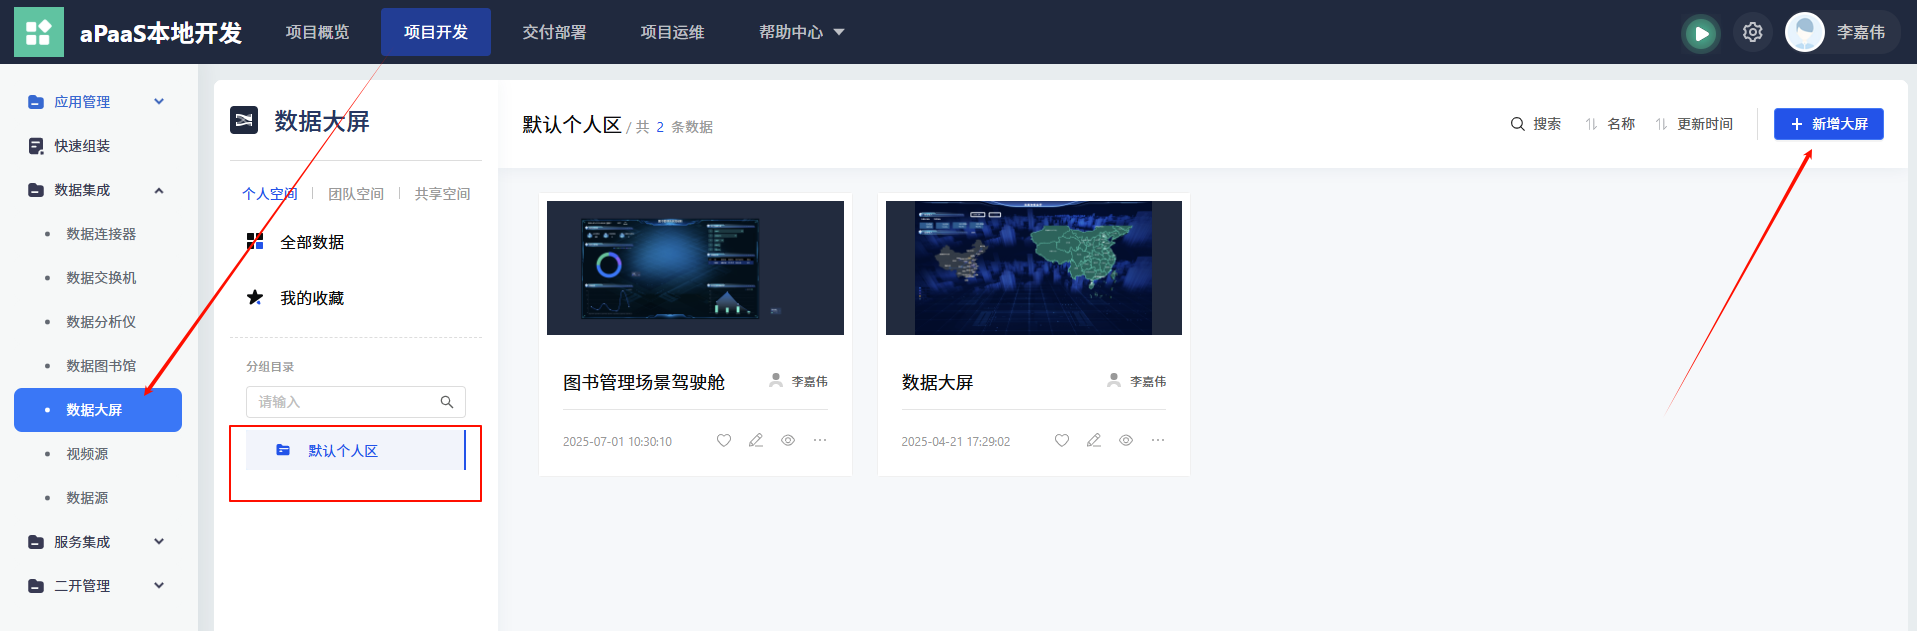 aPaaS本地开发
项目概览
项目开发
交付部署
项目运维
帮助中心
李嘉伟
应用管理
快速组装
数据集成
数据连接器
数据交换机
数据分析仪
数据图书馆
数据大屏
视频源
数据源
服务集成
二开管理
数据大屏
个人空间
团队空间
共享空间
全部数据
我的收藏
分组目录
请输入
默认个人区
默认个人区 / 共 2 条数据
搜索
名称
更新时间
+ 新增大屏
图书管理场景驾驶舱
李嘉伟
2025-07-01 10:30:10
数据大屏
李嘉伟
2025-04-21 17:29:02